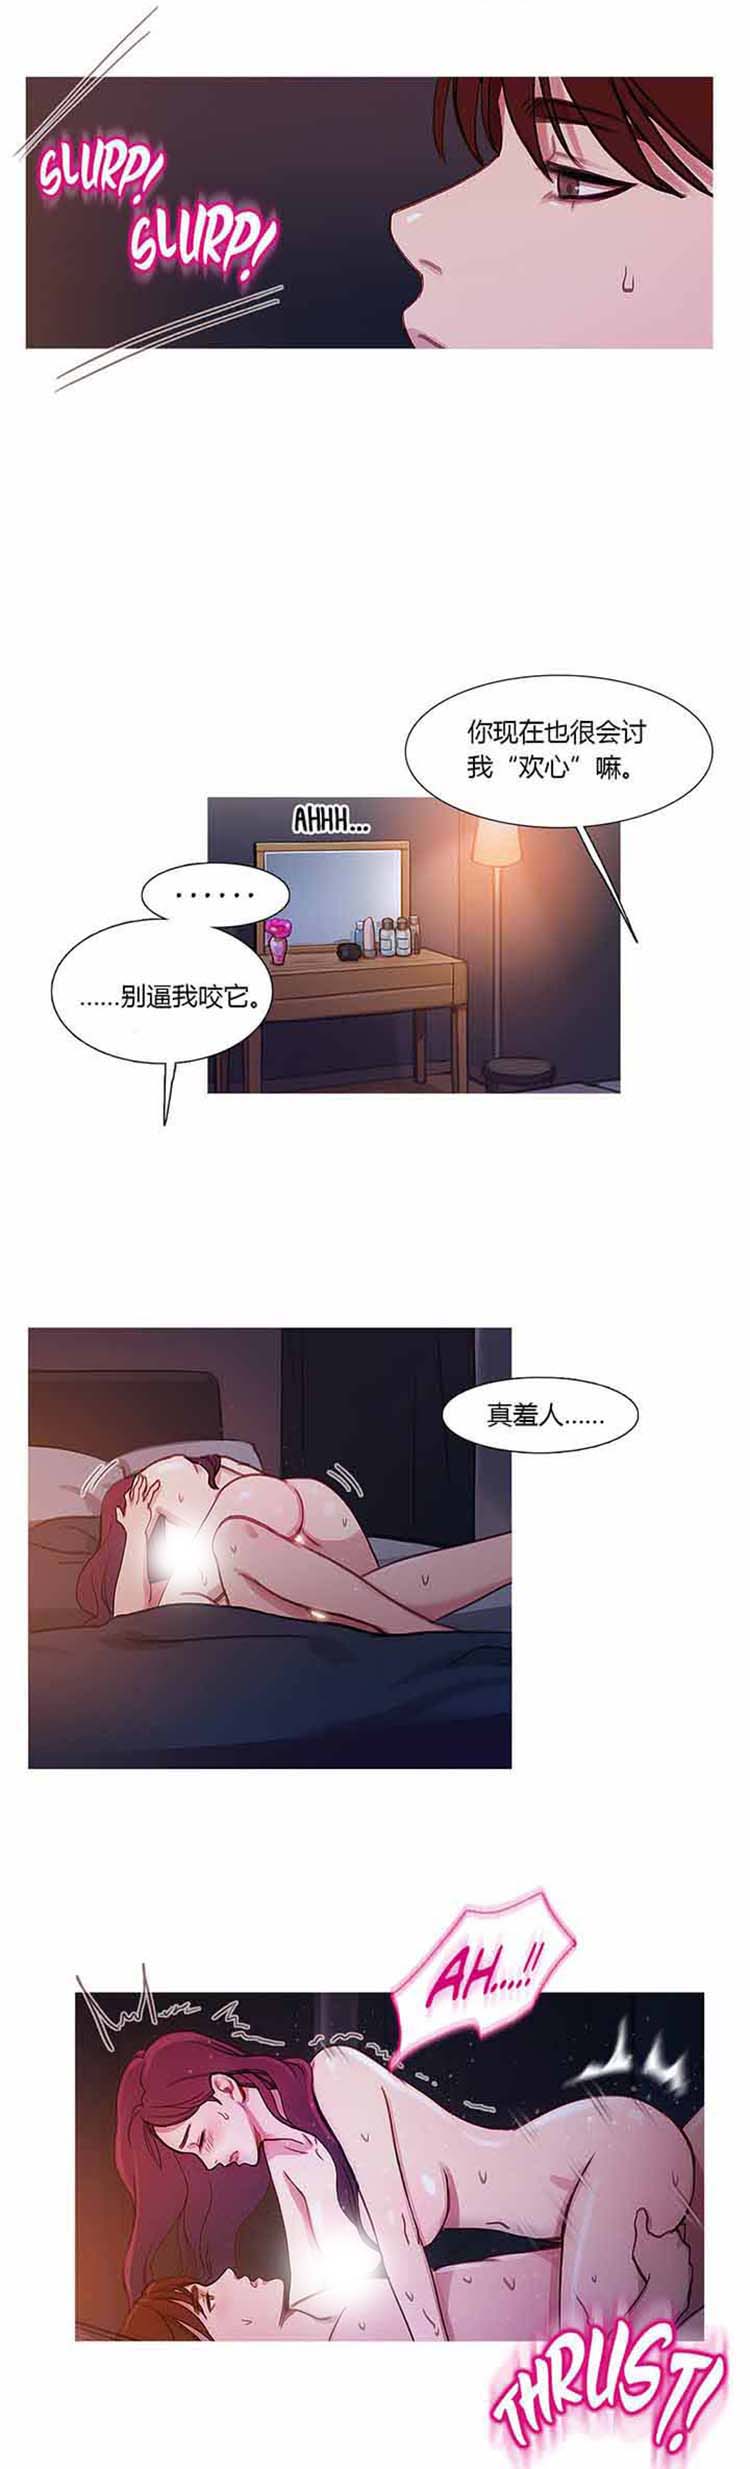 SLURP!
SLURP!
你现在也很会讨
我“欢心”嘛。
AHHH...
......
......别逼我咬它。
真羞人......
AH....!!
THRUST!